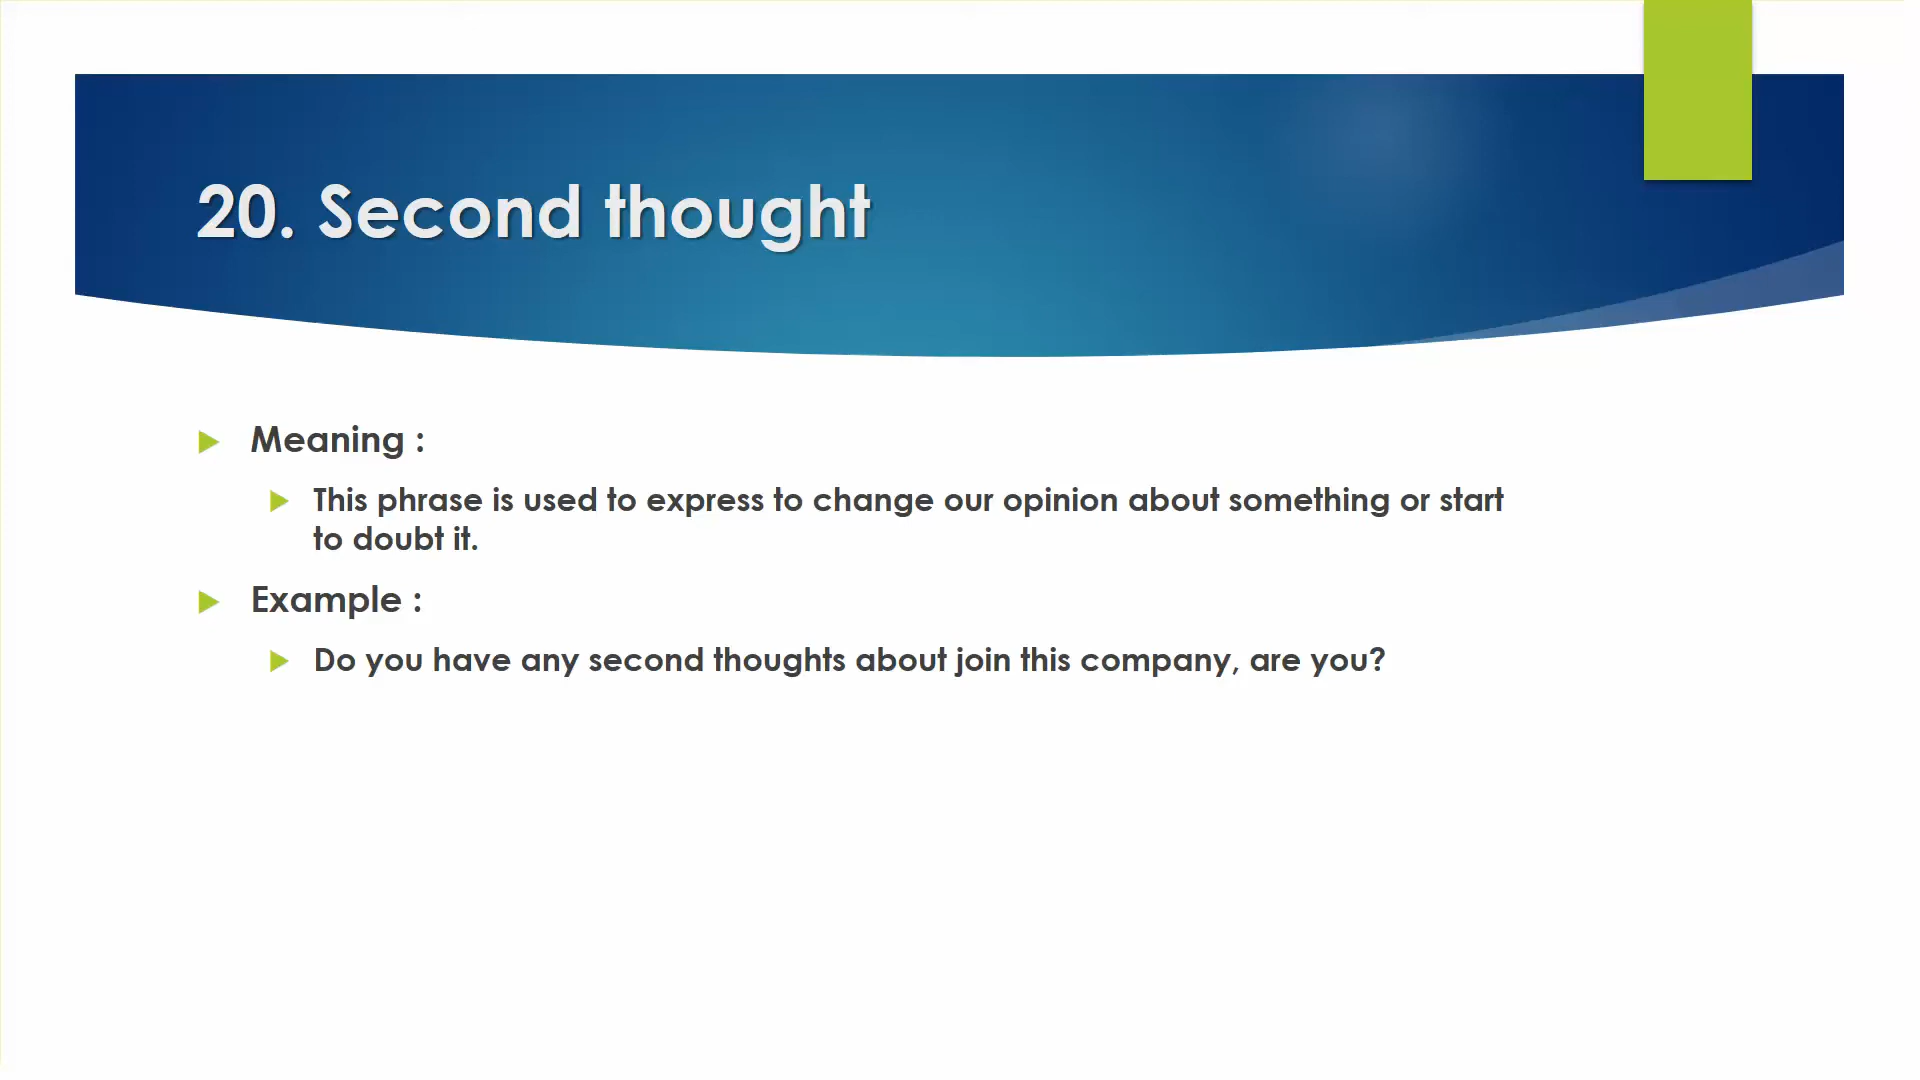 20. Second thought
Meaning :
This phrase is used to express to change our opinion about something or start
to doubt it.
Example :
Do you have any second thoughts about join this company, are you?